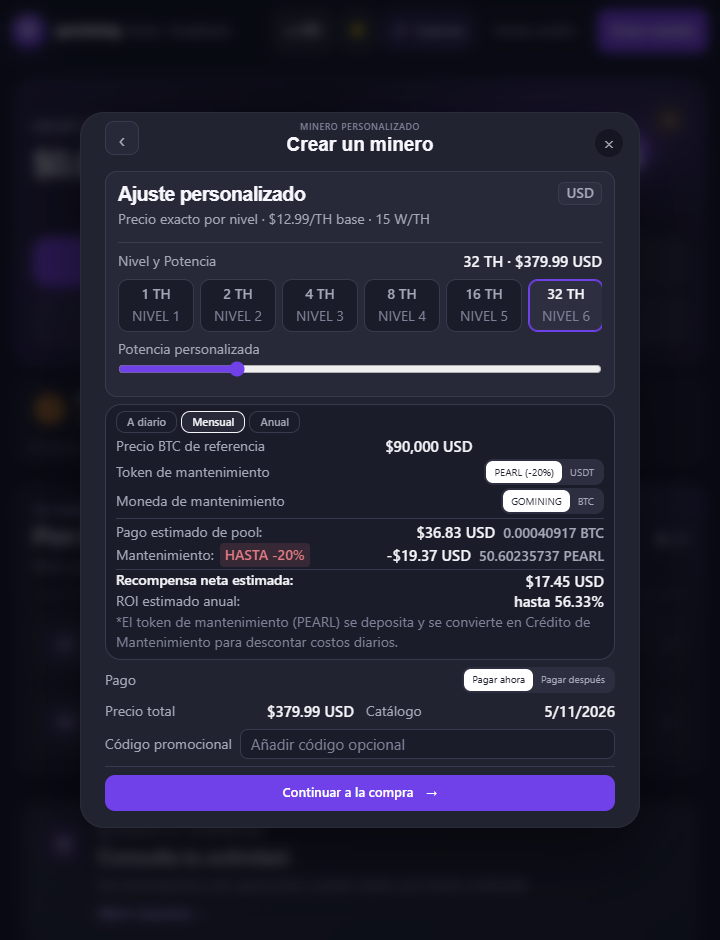 MINERO PERSONALIZADO
‹ Crear un minero ×
Ajuste personalizado USD
Precio exacto por nivel · $12.99/TH base · 15 W/TH
Nivel y Potencia 32 TH · $379.99 USD
1 TH 2 TH 4 TH 8 TH 16 TH 32 TH
NIVEL 1 NIVEL 2 NIVEL 3 NIVEL 4 NIVEL 5 NIVEL 6
Potencia personalizada
A diario Mensual Anual
Precio BTC de referencia $90,000 USD
Token de mantenimiento PEARL (-20%) USDT
Moneda de mantenimiento GOMINING BTC
Pago estimado de pool: $36.83 USD 0.00040917 BTC
Mantenimiento: HASTA -20% -$19.37 USD 50.60235737 PEARL
Recompensa neta estimada: $17.45 USD
ROI estimado anual: hasta 56.33%
*El token de mantenimiento (PEARL) se deposita y se convierte en Crédito de
Mantenimiento para descontar costos diarios.
Pago Pagar ahora Pagar después
Precio total $379.99 USD Catálogo 5/11/2026
Código promocional Añadir código opcional
Continuar a la compra →